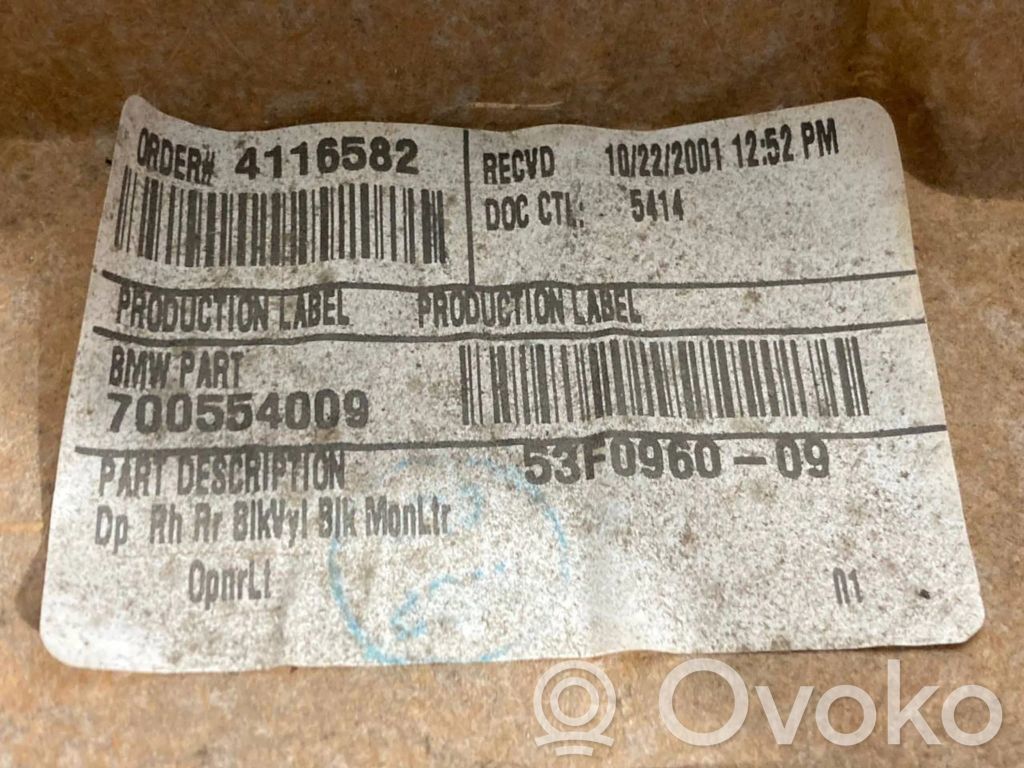 ORDER# 4116582
RECVD 10/22/2001 12:52 PM
DOC CTL: 5414
PRODUCTION LABEL PRODUCTION LABEL
BMW PART
700554009
PART DESCRIPTION
53F0960-09
Dp Rh Rr BlkVyl Blk MonLtr
OpnrLt
01
Ovoko